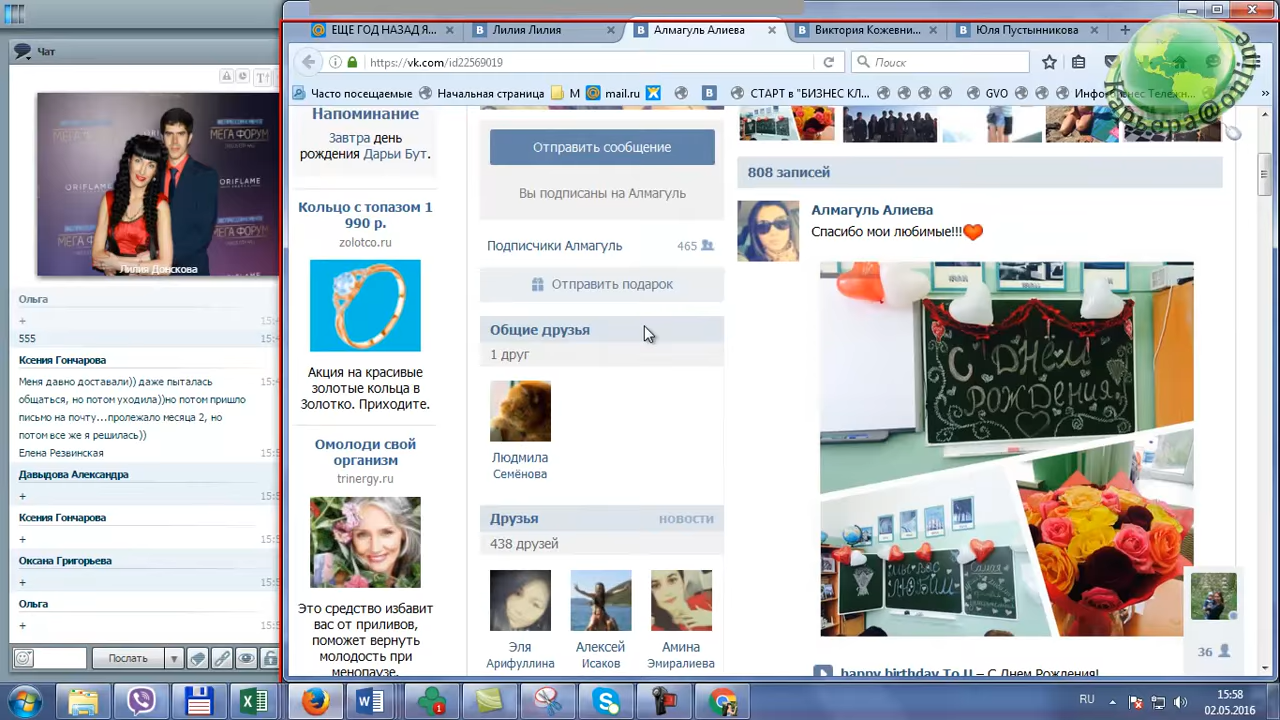 Чат
ORIFLAME
МЕГА ФОРУМ
Лилия Донскова
Ольга
+
555
Ксения Гончарова
Меня давно доставали)) даже пыталась
общаться, но потом уходила))но потом пришло
письмо на почту...пролежало месяца 2, но
потом все же я решилась))
Елена Резвинская
Давыдова Александра
+
Ксения Гончарова
+
Оксана Григорьева
+
Ольга
+
Послать
ЕЩЕ ГОД НАЗАД Я...
Лилия Лилия
Алмагуль Алиева
Виктория Кожевни...
Юля Пустынникова
https://vk.com/id22569019
Поиск
Часто посещаемые
Начальная страница
М
mail.ru
СТАРТ в "БИЗНЕС КЛ...
GVO
Напоминание
Завтра день
рождения Дарьи Бут.
Кольцо с топазом 1
990 р.
zolotco.ru
Акция на красивые
золотые кольца в
золотко. Приходите.
Омолоди свой
организм
trinergy.ru
Это средство избавит
вас от приливов,
поможет вернуть
молодость при
менопаузе.
Отправить сообщение
Вы подписаны на Алмагуль
Подписчики Алмагуль 465
Отправить подарок
Общие друзья
1 друг
Людмила
Семёнова
Друзья новости
438 друзей
Эля
Арифуллина
Алексей
Исаков
Амина
Эмиралиева
808 записей
Алмагуль Алиева
Спасибо мои любимые!!!
С ДНЁМ
РОЖДЕНИЯ
МЫ ВАС
ЛЮБИМ
happy birthday To U – С Днем Рождения!
36
RU
15:58
02.05.2016